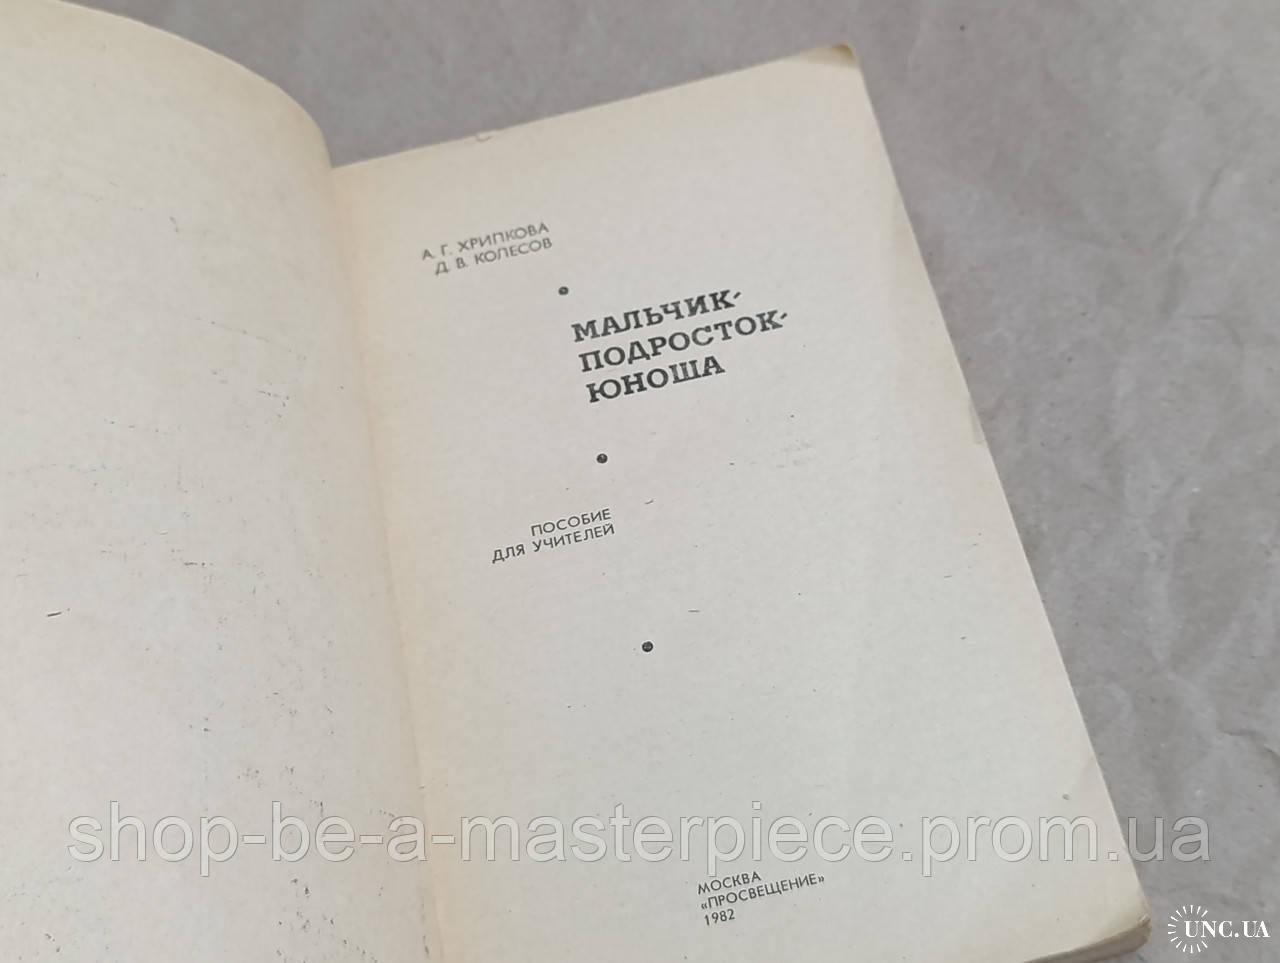 А. Г. ХРИПКОВА
Д. В. КОЛЕСОВ
МАЛЬЧИК-
ПОДРОСТОК-
ЮНОША
ПОСОБИЕ
ДЛЯ УЧИТЕЛЕЙ
shop-be-a-masterpiece.prom.ua
МОСКВА
«ПРОСВЕЩЕНИЕ»
1982
UNC.UA